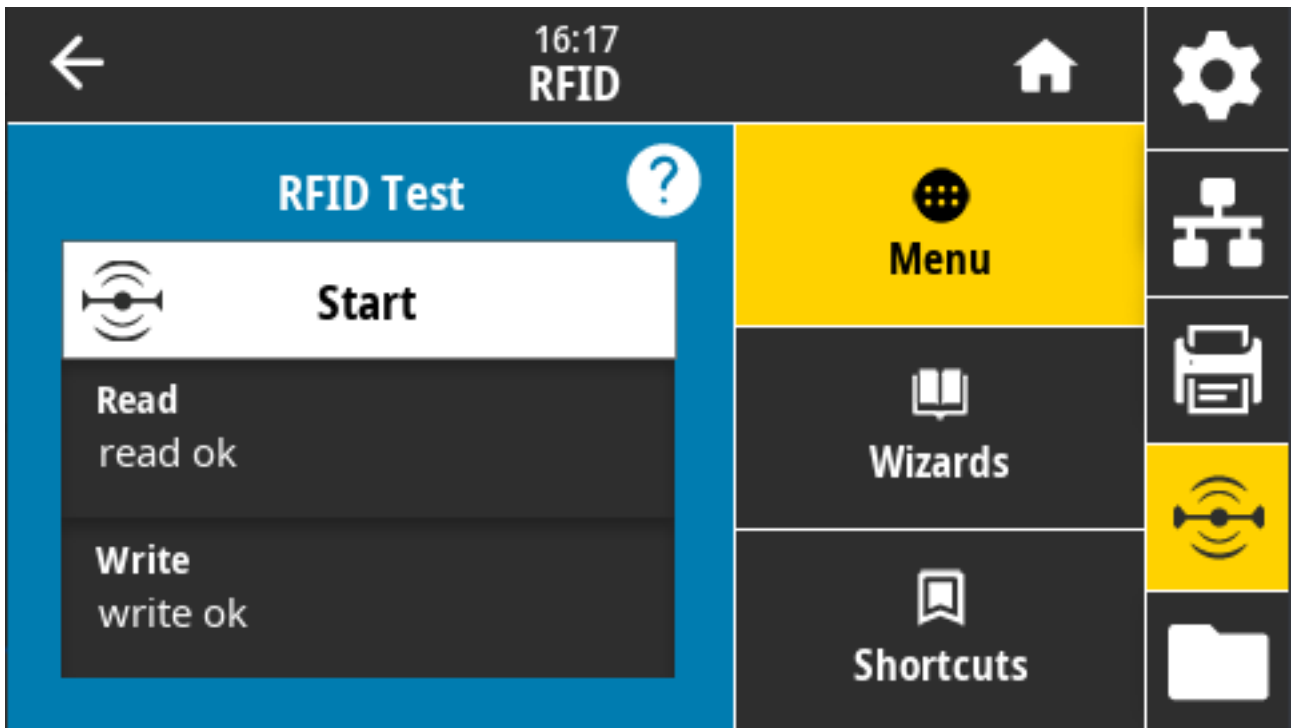 16:17
RFID
RFID Test
?
Start
Read
read ok
Write
write ok
Menu
Wizards
Shortcuts